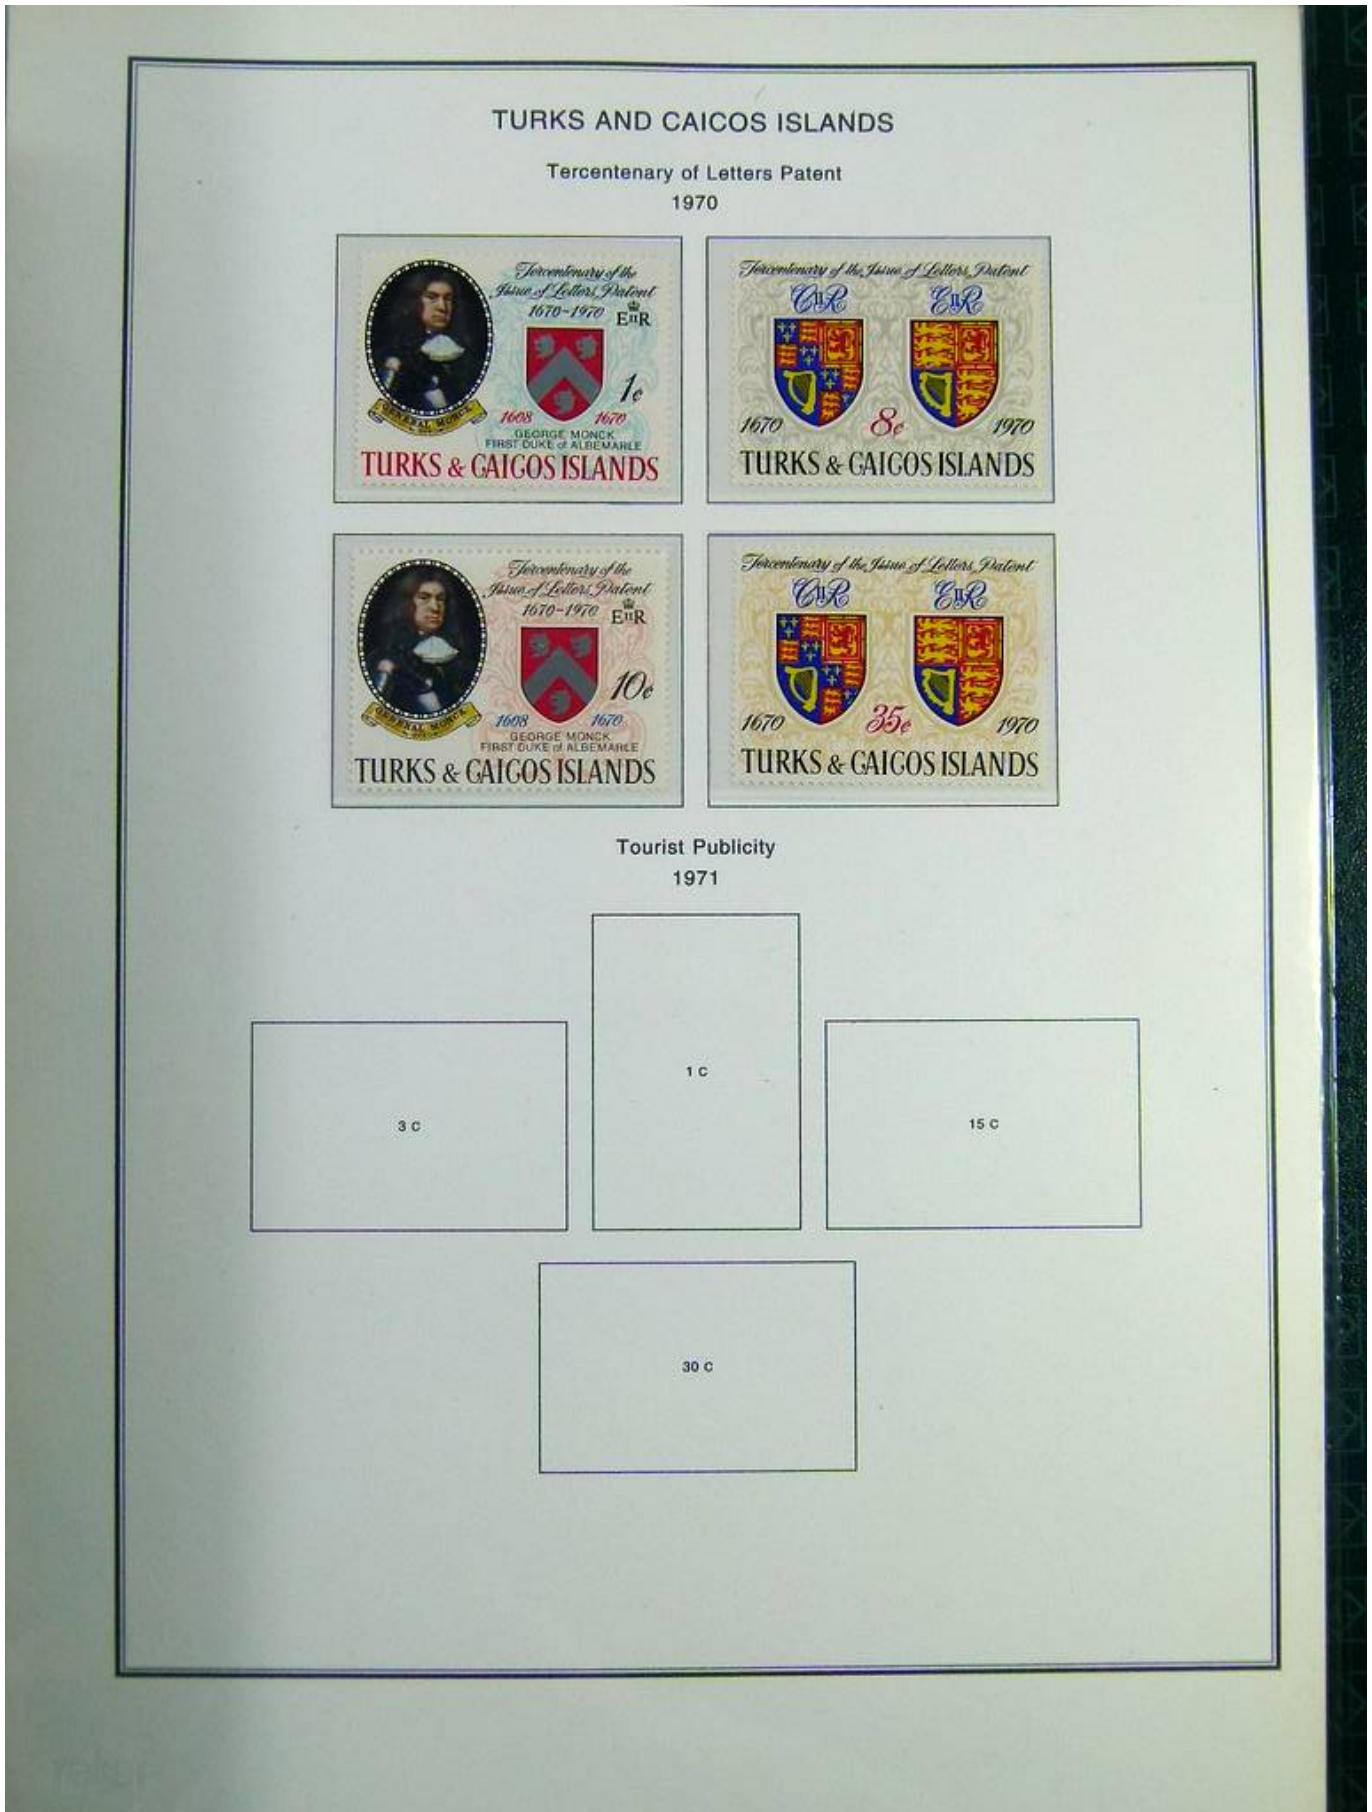 TURKS AND CAICOS ISLANDS
Tercentenary of Letters Patent
1970
Tercentenary of the
Issue of Letters Patent
1670-1970 EIIR
1c
1608 1670
GENERAL MONCK
GEORGE MONCK
FIRST DUKE of ALBEMARLE
TURKS & CAICOS ISLANDS
Tercentenary of the Issue of Letters Patent
CIIR EIIR
1670 8c 1970
TURKS & CAICOS ISLANDS
Tercentenary of the
Issue of Letters Patent
1670-1970 EIIR
10c
1608 1670
GENERAL MONCK
GEORGE MONCK
FIRST DUKE of ALBEMARLE
TURKS & CAICOS ISLANDS
Tercentenary of the Issue of Letters Patent
CIIR EIIR
1670 35c 1970
TURKS & CAICOS ISLANDS
Tourist Publicity
1971
1 C
3 C
15 C
30 C